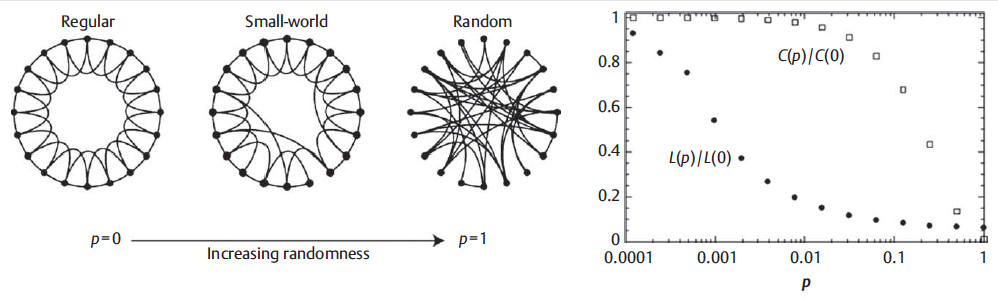 Regular
Small-world
Random
p=0
p=1
Increasing randomness
1
0.8
0.6
0.4
0.2
0
C(p)/C(0)
L(p)/L(0)
0.0001
0.001
0.01
0.1
1
p